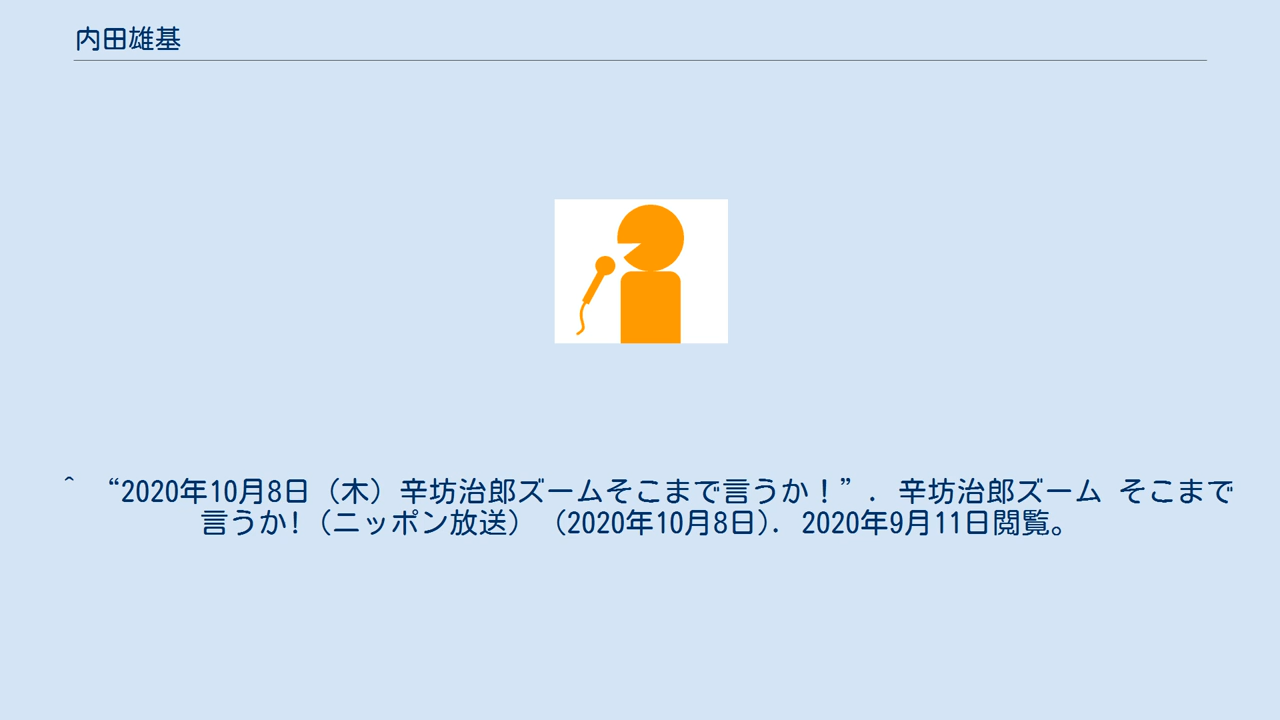 内田雄基
^ “2020年10月8日（木）辛坊治郎ズームそこまで言うか！”. 辛坊治郎ズーム そこまで
言うか!（ニッポン放送） （2020年10月8日）. 2020年9月11日閲覧。